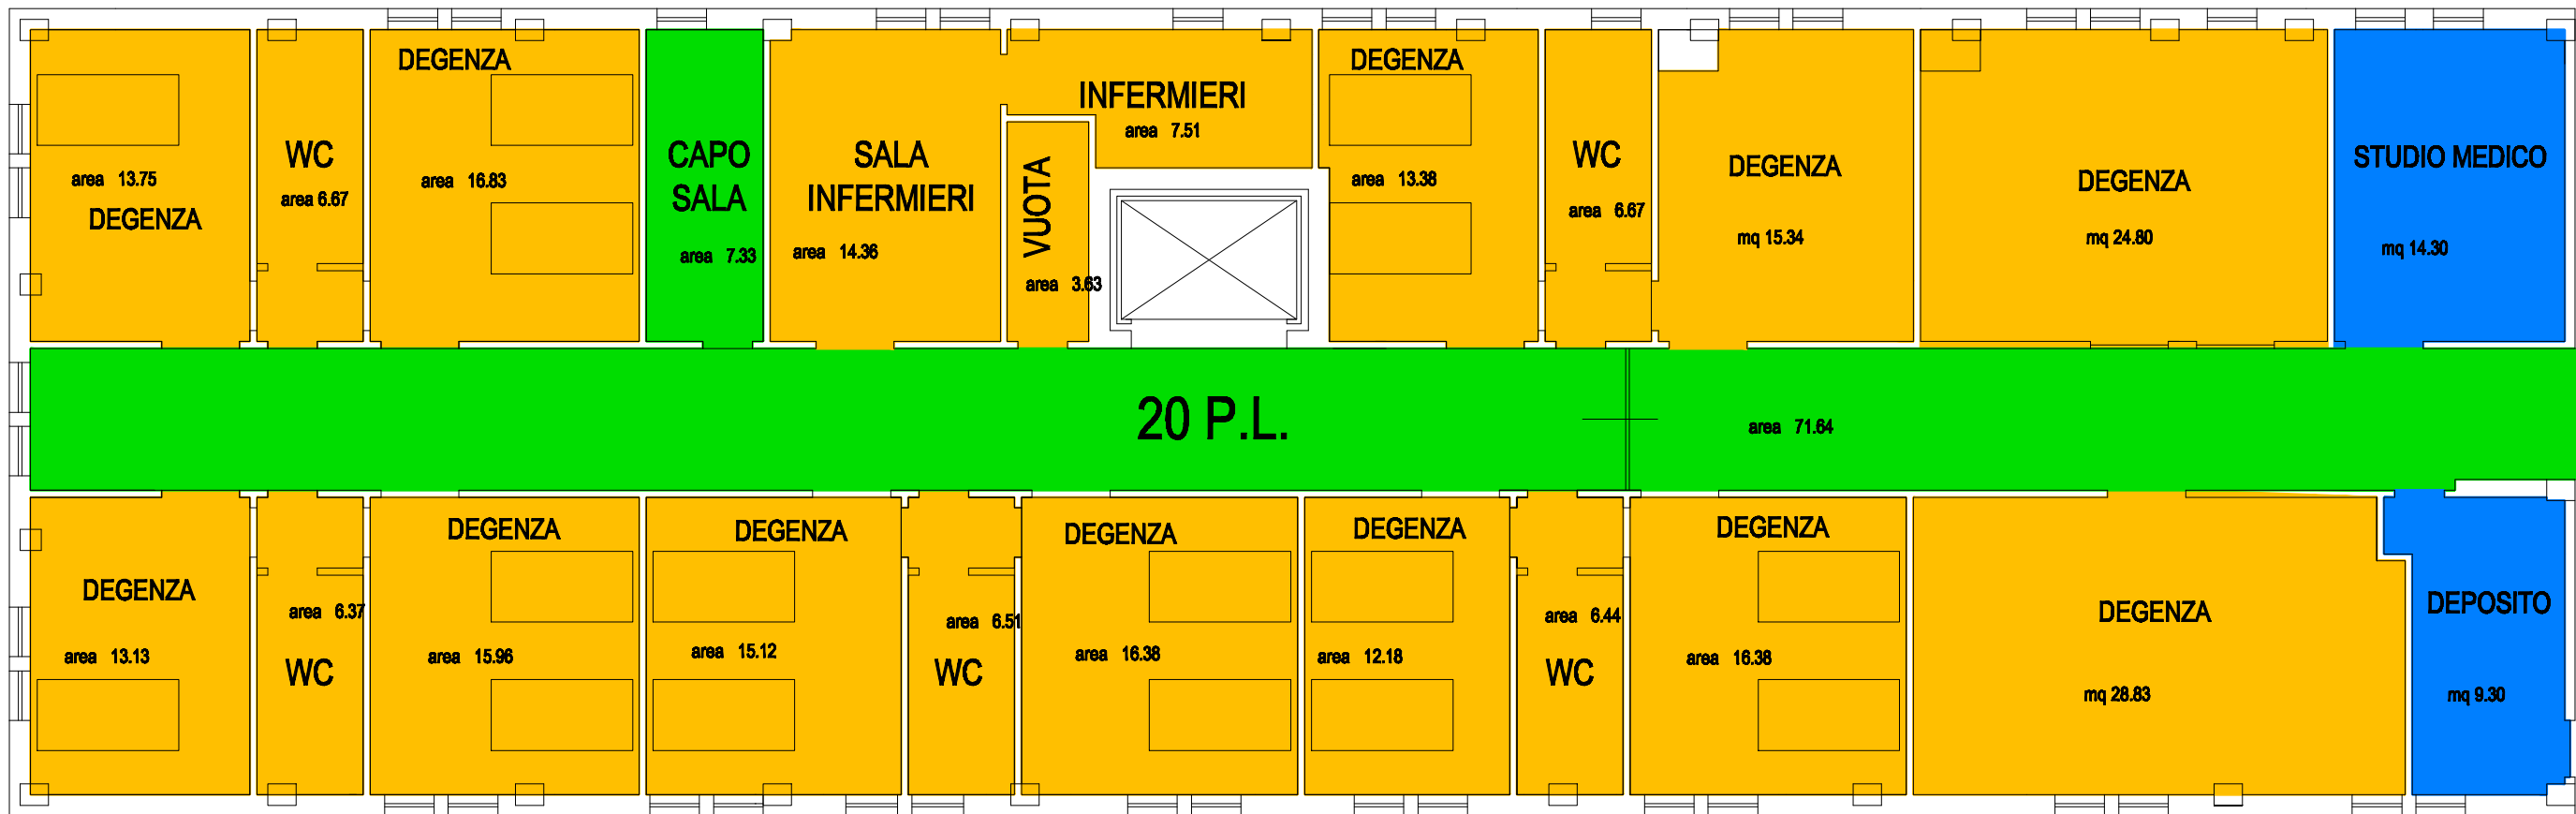 DEGENZA
DEGENZA
INFERMIERI
area   7.51
WC
CAPO
SALA
SALA
INFERMIERI
VUOTA
WC
DEGENZA
DEGENZA
STUDIO MEDICO
area   13.75
area 6.67
area   16.83
area   13.38
DEGENZA
area   6.67
area   7.33
area   14.36
area   3.63
mq 15.34
mq 24.80
mq 14.30
20 P.L.
area   71.64
DEGENZA
DEGENZA
DEGENZA
DEGENZA
DEGENZA
DEGENZA
area   6.37
area   6.51
area   6.44
DEGENZA
DEPOSITO
area   13.13
WC
area   15.96
area   15.12
WC
area   16.38
area   12.18
WC
area   16.38
mq 28.83
mq 9.30